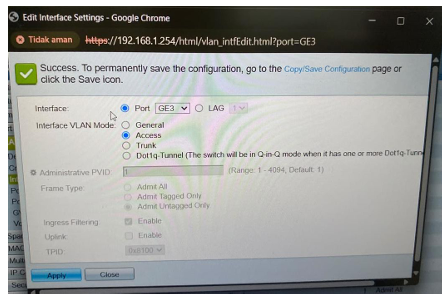 Edit Interface Settings - Google Chrome
Tidak aman https://192.168.1.254/html/vlan_intfEdit.html?port=GE3
Success. To permanently save the configuration, go to the Copy/Save Configuration page or
click the Save icon.
Interface: Port GE3 LAG 1
Interface VLAN Mode: General
Access
Trunk
Dot1q-Tunnel (The switch will be in Q-in-Q mode when it has one or more Dot1q-Tunn
Administrative PVID: 1 (Range: 1 - 4094, Default: 1)
Frame Type: Admit All
Admit Tagged Only
Admit Untagged Only
Ingress Filtering: Enable
Uplink: Enable
TPID: 0x8100
Apply Close
Admit All